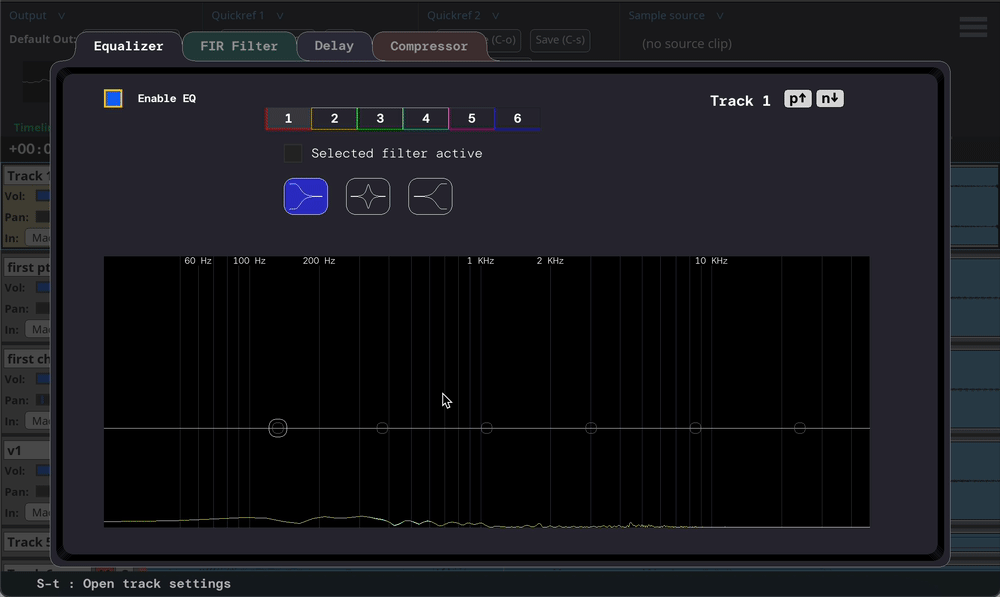 Output
Quickref 1
Quickref 2
Sample source
Default Out:
(C-o)
Save (C-s)
(no source clip)
Equalizer
FIR Filter
Delay
Compressor
Enable EQ
Track 1
p↑
n↓
1
2
3
4
5
6
Selected filter active
60 Hz
100 Hz
200 Hz
1 KHz
2 KHz
10 KHz
+00:0
Track 1
Vol:
Pan:
In:
first
Vol:
Pan:
In:
first
Vol:
Pan:
In:
v1
Vol:
Pan:
In:
Track 5
S-t : Open track settings